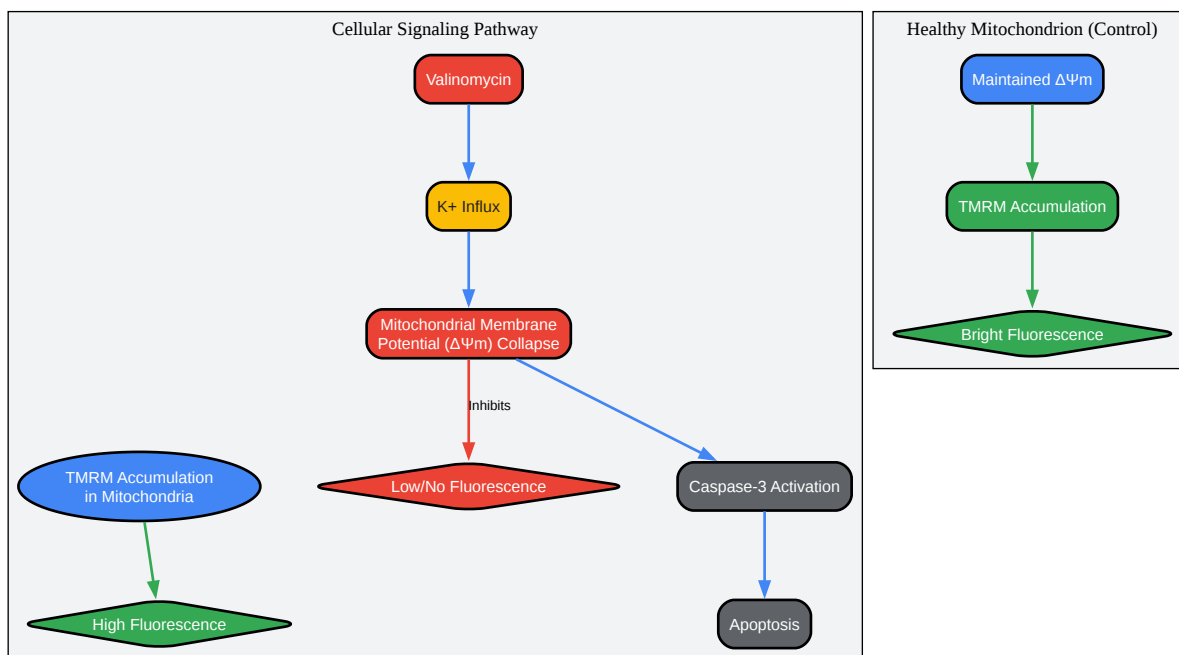 Cellular Signaling Pathway
Valinomycin
K+ Influx
Mitochondrial Membrane
Potential (ΔΨm) Collapse
Inhibits
TMRM Accumulation
in Mitochondria
Low/No Fluorescence
Caspase-3 Activation
High Fluorescence
Apoptosis
Healthy Mitochondrion (Control)
Maintained ΔΨm
TMRM Accumulation
Bright Fluorescence